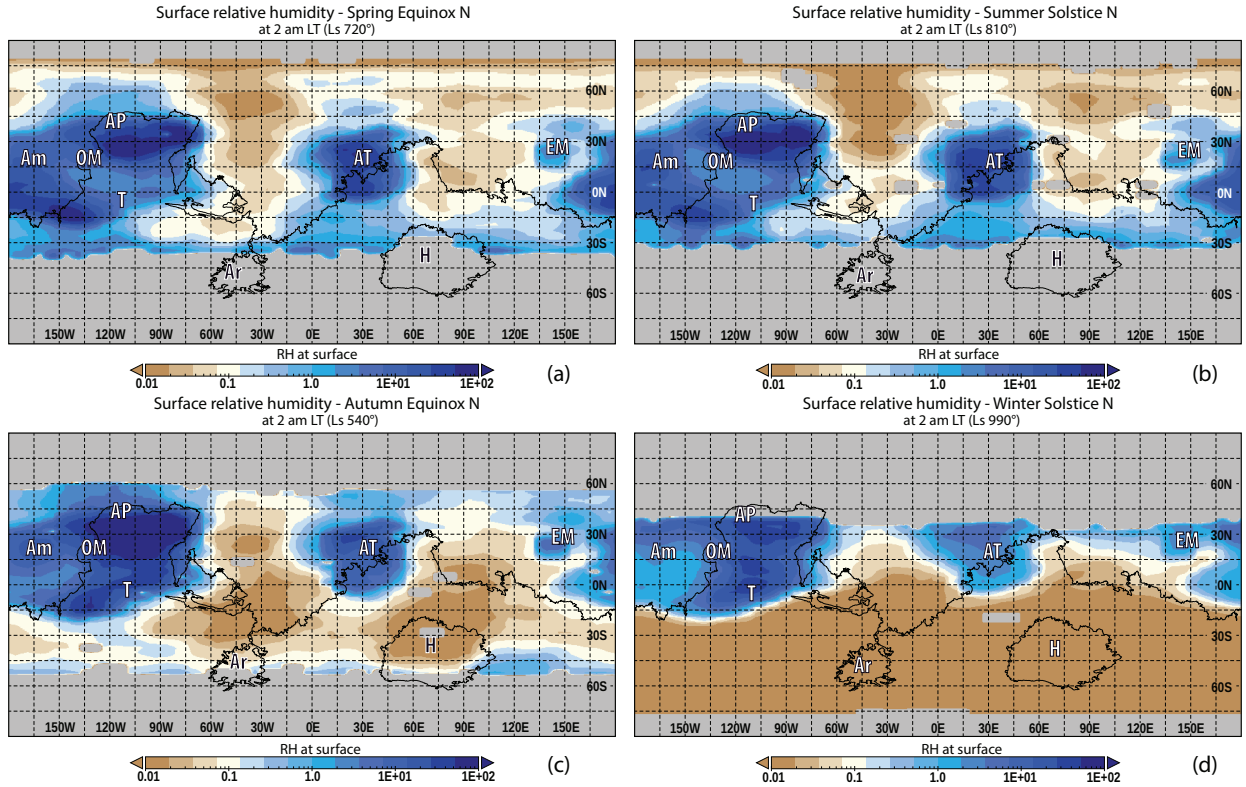 Surface relative humidity - Spring Equinox N
at 2 am LT (Ls 720°)
AP
Am
OM
T
AT
EM
Ar
H
60N
30N
0N
30S
60S
150W 120W 90W 60W 30W 0E 30E 60E 90E 120E 150E
RH at surface
0.01 0.1 1.0 1E+01 1E+02
(a)
Surface relative humidity - Summer Solstice N
at 2 am LT (Ls 810°)
AP
Am
OM
T
AT
EM
Ar
H
60N
30N
0N
30S
60S
150W 120W 90W 60W 30W 0E 30E 60E 90E 120E 150E
RH at surface
0.01 0.1 1.0 1E+01 1E+02
(b)
Surface relative humidity - Autumn Equinox N
at 2 am LT (Ls 540°)
AP
Am
OM
T
AT
EM
Ar
H
60N
30N
0N
30S
60S
150W 120W 90W 60W 30W 0E 30E 60E 90E 120E 150E
RH at surface
0.01 0.1 1.0 1E+01 1E+02
(c)
Surface relative humidity -Winter Solstice N
at 2 am LT (Ls 990°)
AP
Am
OM
T
AT
EM
Ar
H
60N
30N
0N
30S
60S
150W 120W 90W 60W 30W 0E 30E 60E 90E 120E 150E
RH at surface
0.01 0.1 1.0 1E+01 1E+02
(d)